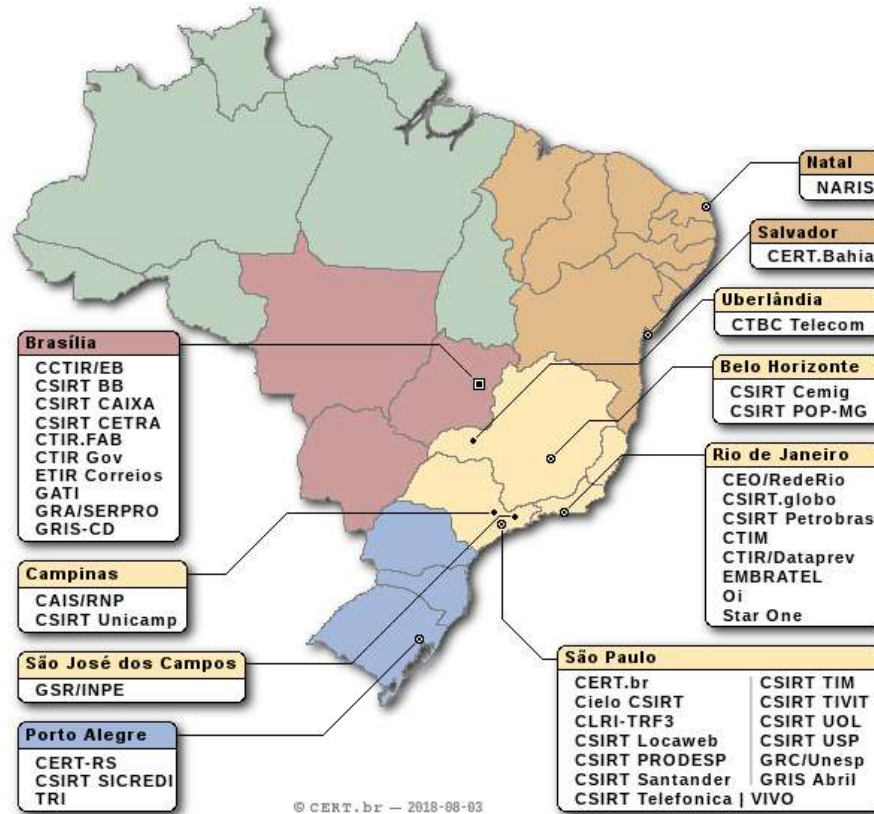 Natal
NARIS
Salvador
CERT.Bahia
Uberlândia
CTBC Telecom
Belo Horizonte
CSIRT Cemig
CSIRT POP-MG
Rio de Janeiro
CEO/RedeRio
CSIRT.globo
CSIRT Petrobras
CTIM
CTIR/Dataprev
EMBRATEL
Oi
Star One
Brasília
CCTIR/EB
CSIRT BB
CSIRT CAIXA
CSIRT CETRA
CTIR.FAB
CTIR Gov
ETIR Correios
GATI
GRA/SERPRO
GRIS-CD
Campinas
CAIS/RNP
CSIRT Unicamp
São José dos Campos
GSR/INPE
Porto Alegre
CERT-RS
CSIRT SICREDI
TRI
São Paulo
CERT.br
Cielo CSIRT
CLRI-TRF3
CSIRT Locaweb
CSIRT PRODESP
CSIRT Santander
CSIRT Telefonica | VIVO
CSIRT TIM
CSIRT TIVIT
CSIRT UOL
CSIRT USP
GRC/Unesp
GRIS Abril
© CERT.br — 2018-08-03